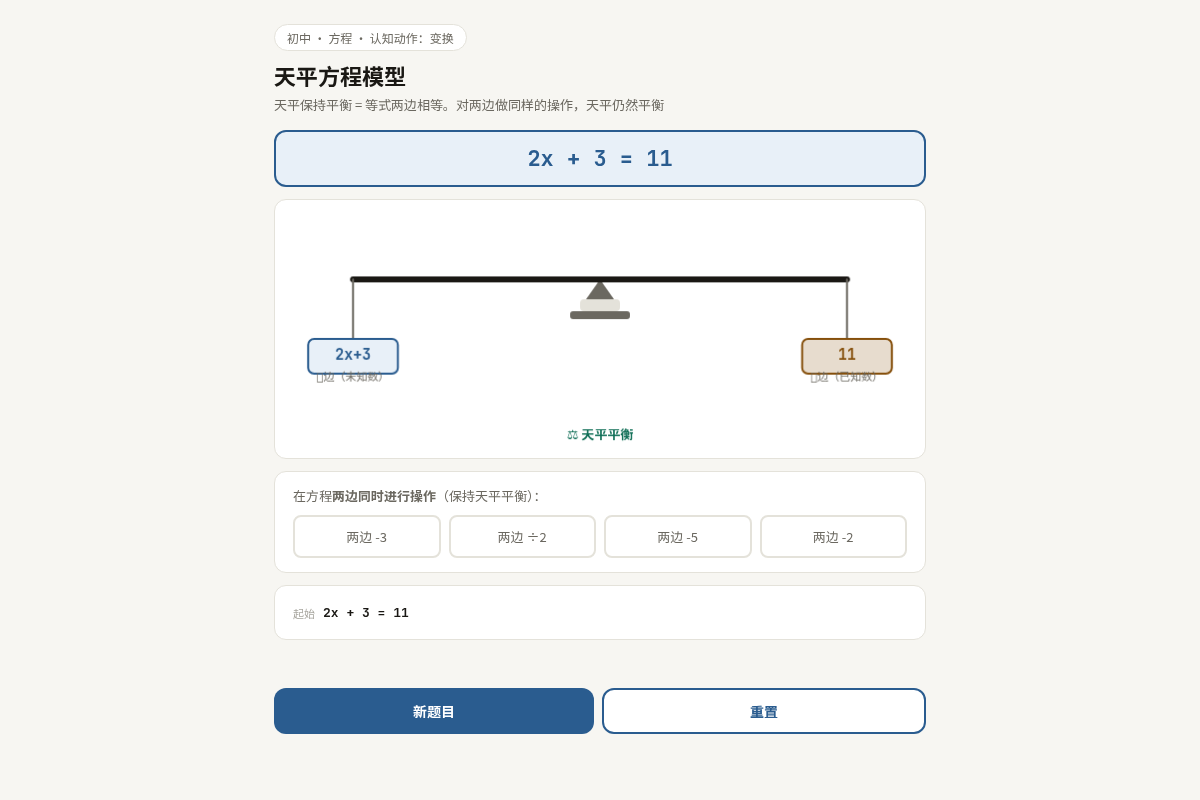 初中 · 方程 · 认知动作：变换
天平方程模型
天平保持平衡 = 等式两边相等。对两边做同样的操作，天平仍然平衡
2x + 3 = 11
2x+3
边（未知数）
11
边（已知数）
⚖ 天平平衡
在方程两边同时进行操作（保持天平平衡）：
两边 -3
两边 ÷2
两边 -5
两边 -2
起始 2x + 3 = 11
新题目
重置